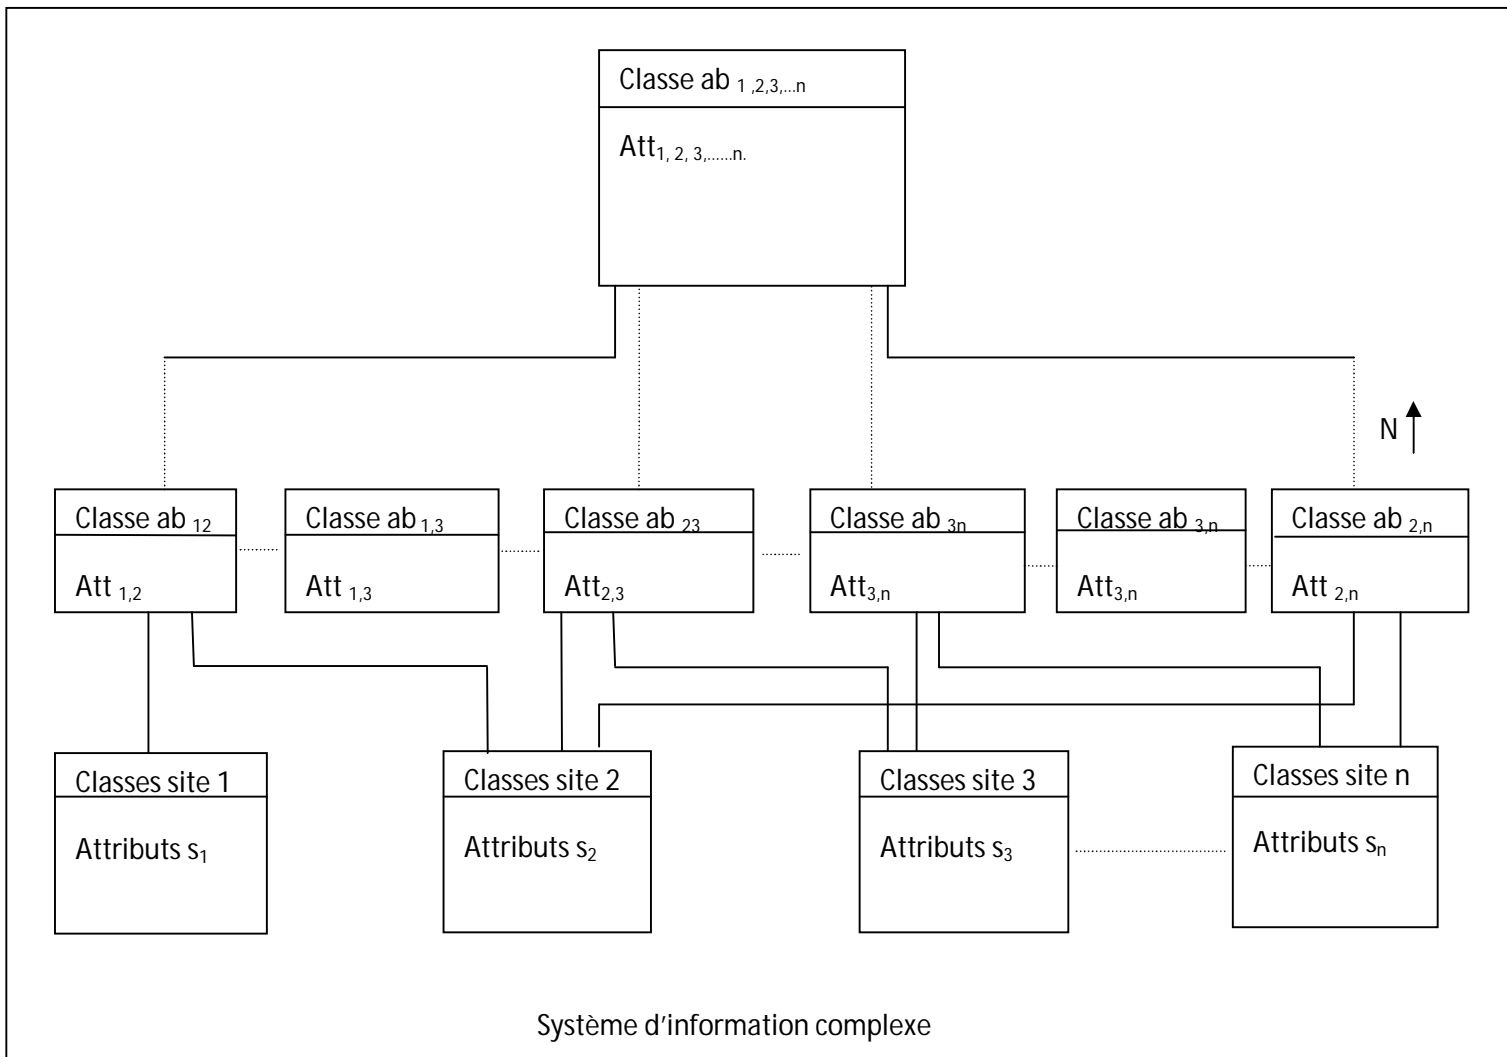 Classe ab 1 ,2,3,...n
Att1, 2, 3,......n.
N
Classe ab 12
Classe ab 1,3
Classe ab 23
Classe ab 3n
Classe ab 3,n
Classe ab 2,n
Att 1,2
Att 1,3
Att2,3
Att3,n
Att3,n
Att 2,n
Classes site 1
Classes site 2
Classes site 3
Classes site n
Attributs s1
Attributs s2
Attributs s3
Attributs sn
Système d'information complexe